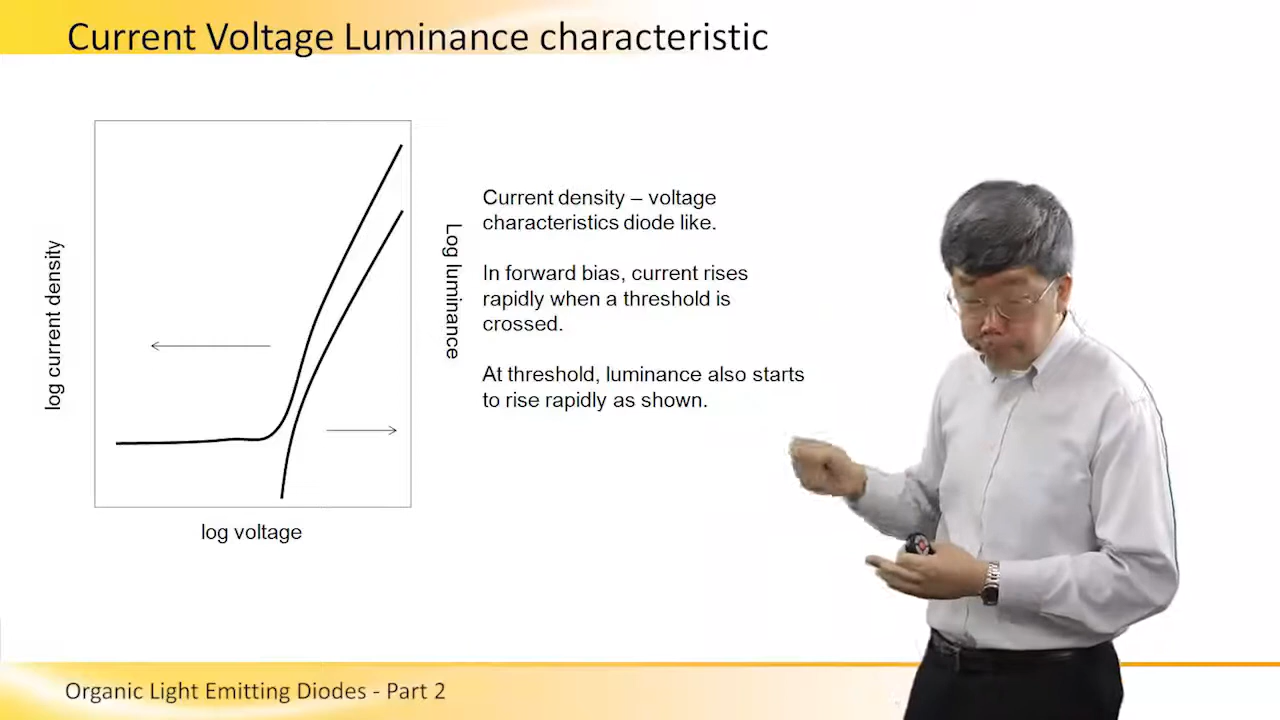 Current Voltage Luminance characteristic
log current density
Log luminance
log voltage
Current density – voltage
characteristics diode like.
In forward bias, current rises
rapidly when a threshold is
crossed.
At threshold, luminance also starts
to rise rapidly as shown.
Organic Light Emitting Diodes - Part 2